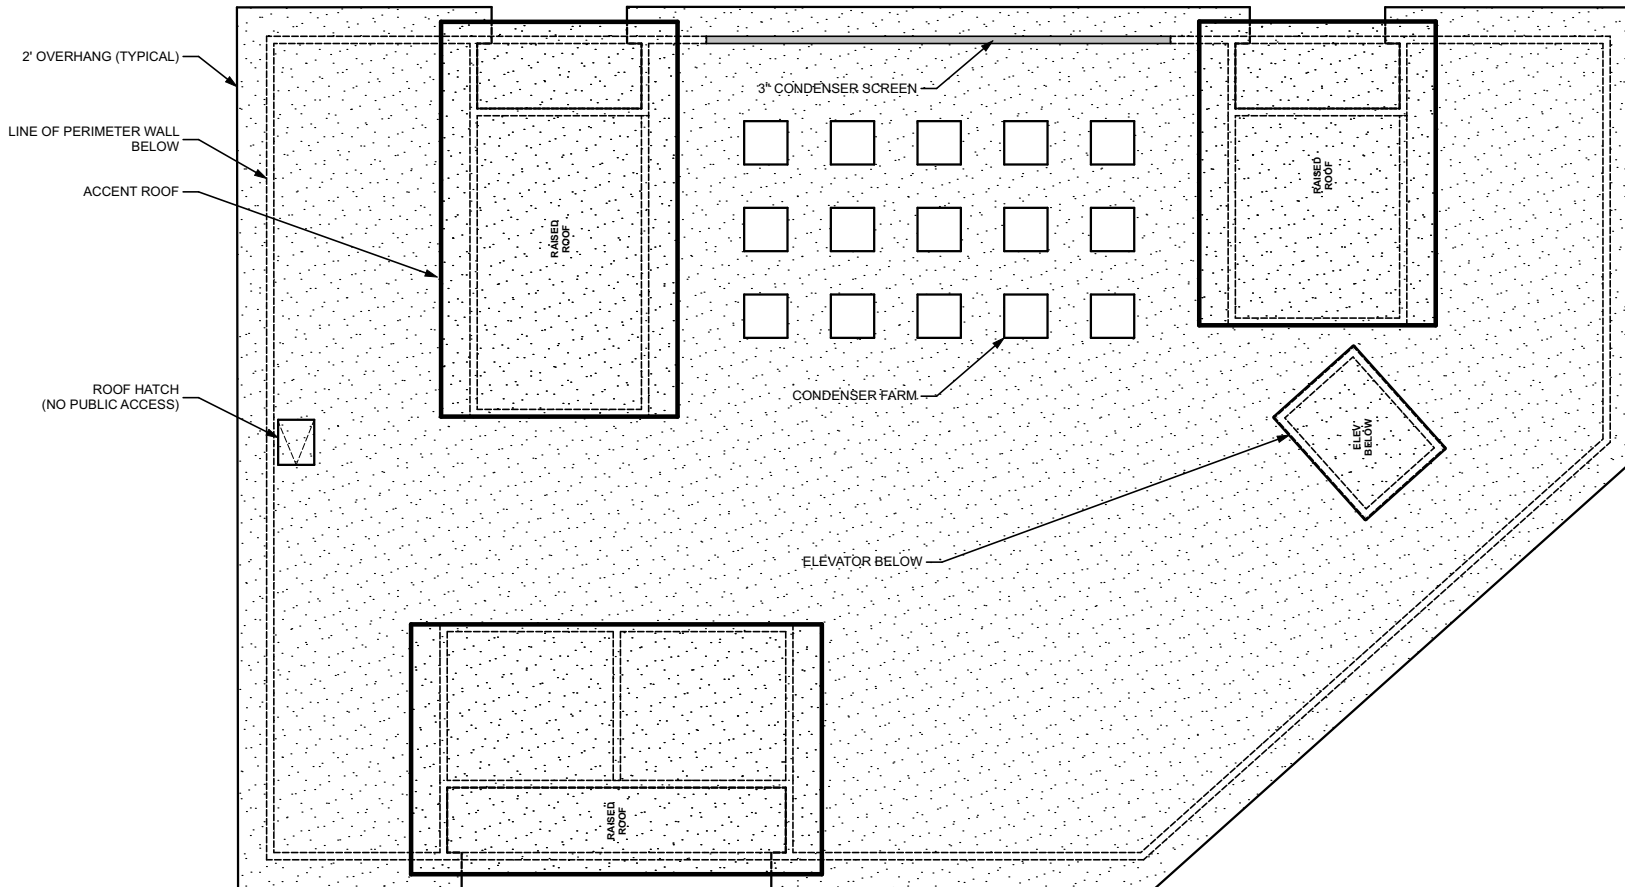 2' OVERHANG (TYPICAL)
LINE OF PERIMETER WALL
BELOW
ACCENT ROOF
ROOF HATCH
(NO PUBLIC ACCESS)
3" CONDENSER SCREEN
RAISED
ROOF
RAISED
ROOF
CONDENSER FARM
ELEV
BELOW
ELEVATOR BELOW
RAISED
ROOF